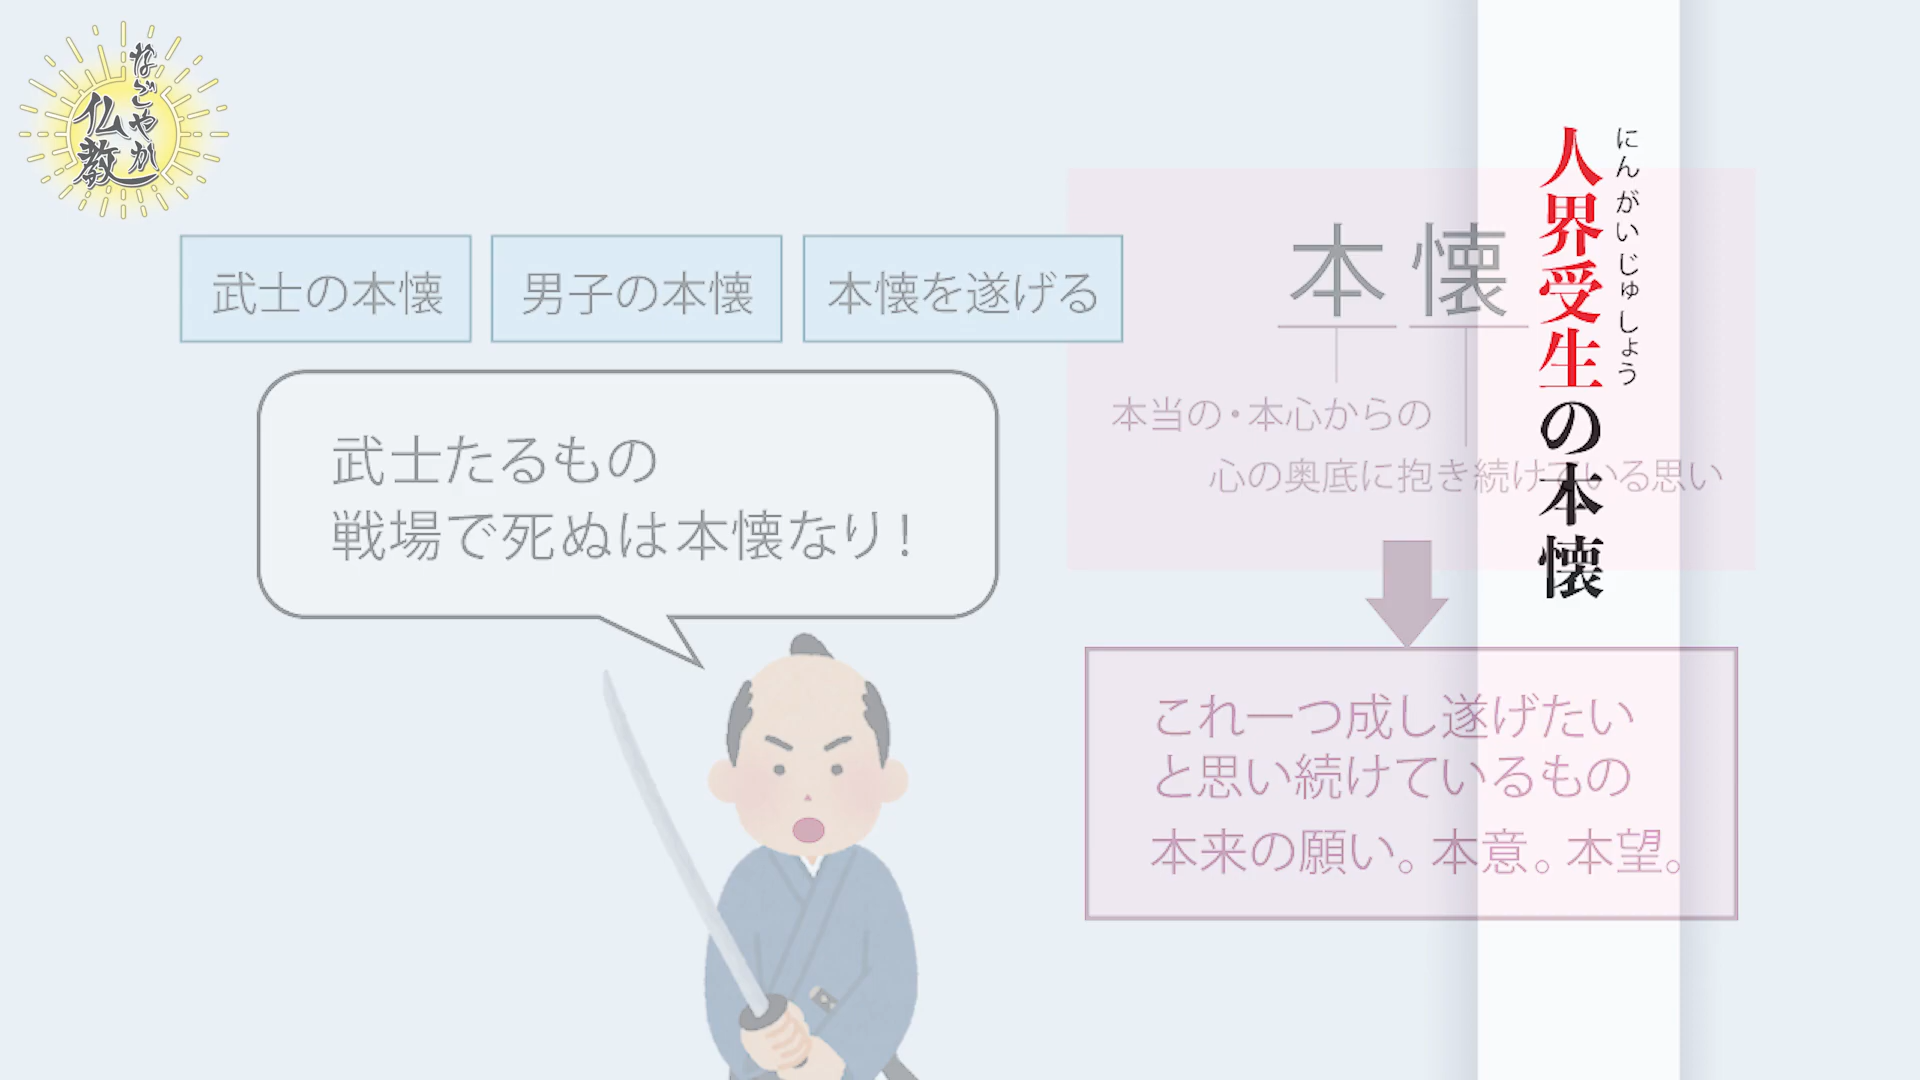 なごやか
仏教
にんがいじゅしょう
人界受生の本懐
武士の本懐
男子の本懐
本懐を遂げる
本懐
本当の・本心からの
心の奥底に抱き続けている思い
武士たるもの
戦場で死ぬは本懐なり！
これ一つ成し遂げたい
と思い続けているもの
本来の願い。本意。本望。